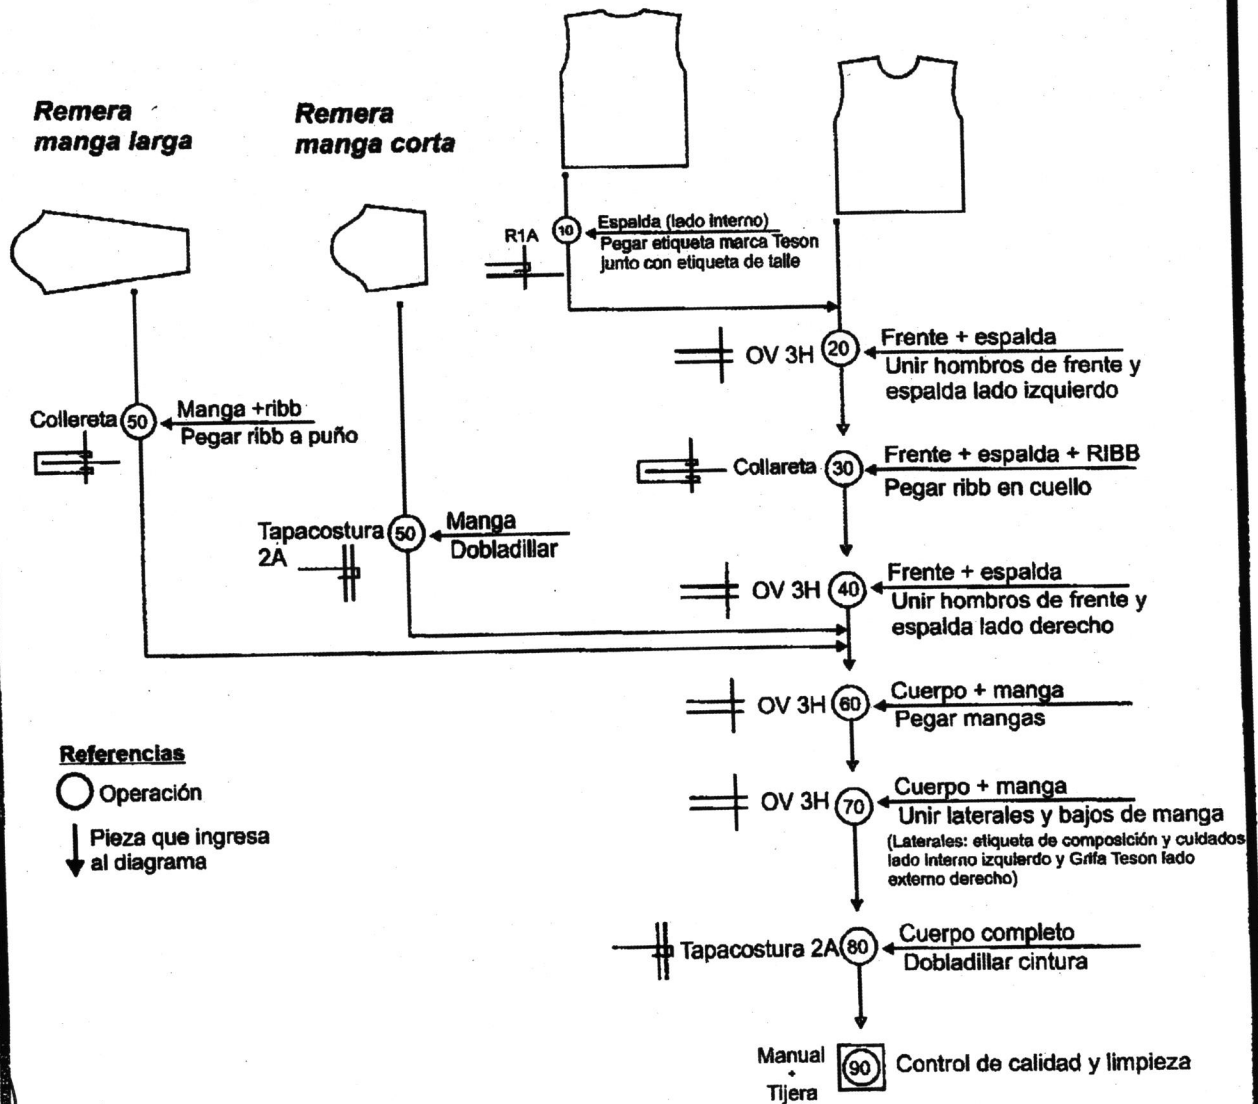 Remera
manga larga
Remera
manga corta
R1A
10
Espalda (lado interno)
Pegar etiqueta marca Teson
junto con etiqueta de talle
OV 3H
20
Frente + espalda
Unir hombros de frente y
espalda lado izquierdo
Collereta
50
Manga +ribb
Pegar ribb a puño
Collareta
30
Frente + espalda + RIBB
Pegar ribb en cuello
Tapacostura
2A
50
Manga
Dobladillar
OV 3H
40
Frente + espalda
Unir hombros de frente y
espalda lado derecho
OV 3H
60
Cuerpo + manga
Pegar mangas
Referencias
Operación
Pieza que ingresa
al diagrama
OV 3H
70
Cuerpo + manga
Unir laterales y bajos de manga
(Laterales: etiqueta de composición y cuidados
lado interno izquierdo y Grifa Teson lado
externo derecho)
Tapacostura 2A
80
Cuerpo completo
Dobladillar cintura
Manual
+
Tijera
90
Control de calidad y limpieza